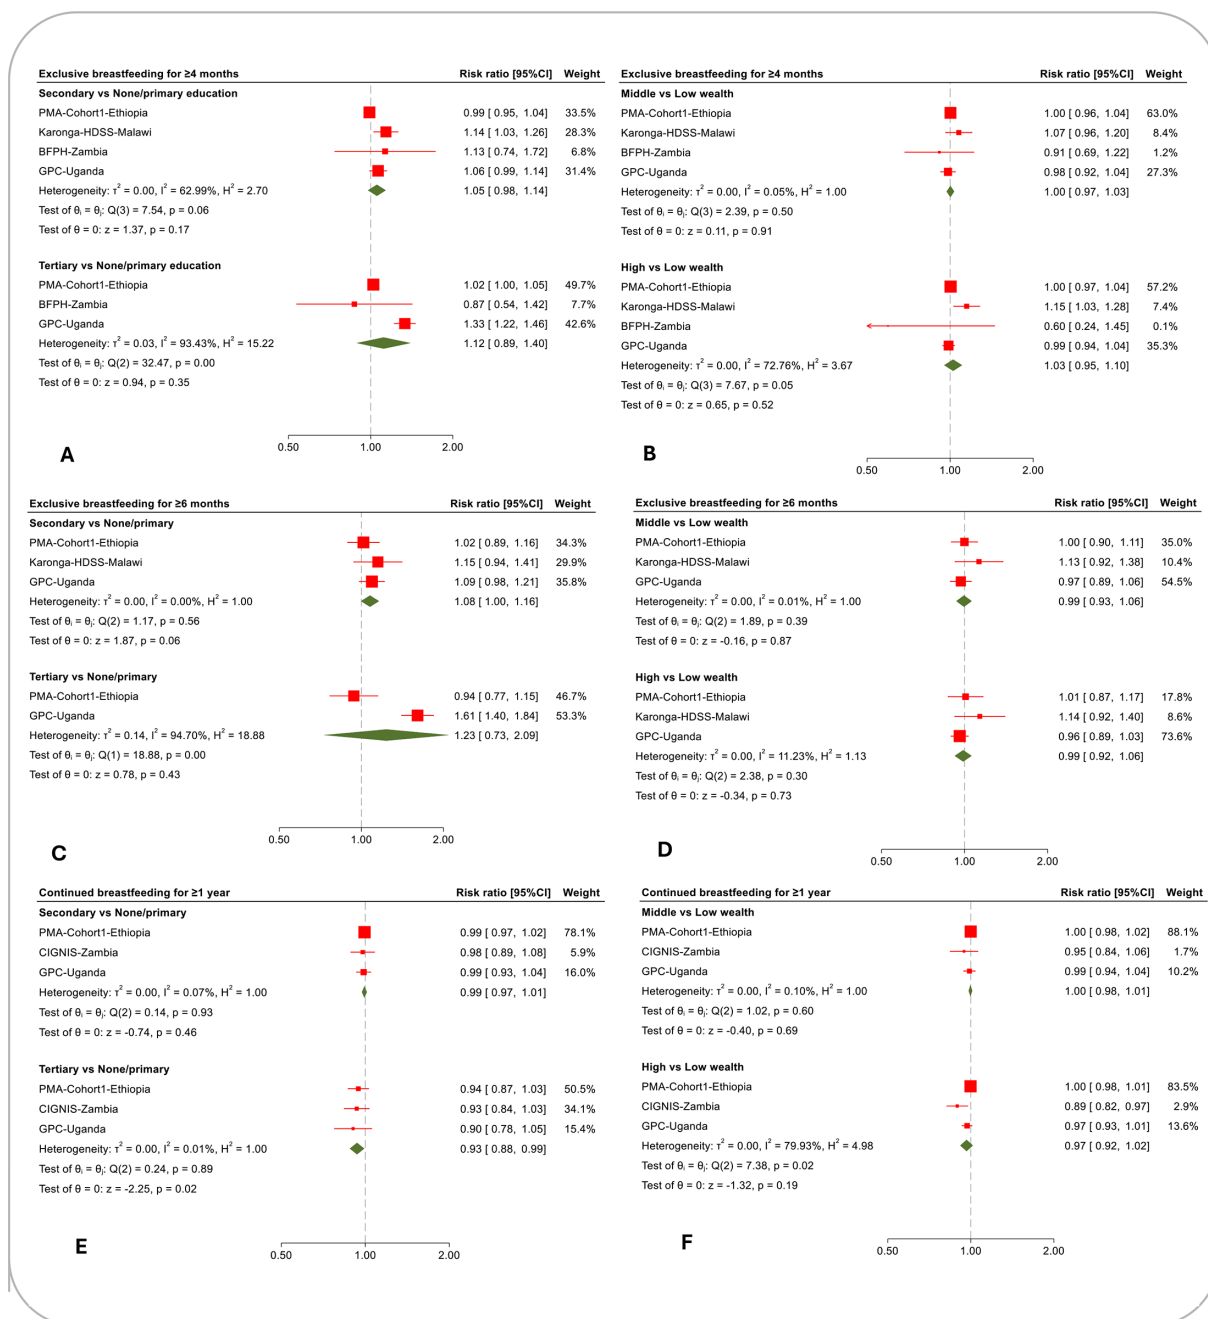 Exclusive breastfeeding for ≥4 months Risk ratio [95%CI] Weight
Secondary vs None/primary education
PMA-Cohort1-Ethiopia 0.99 [ 0.95, 1.04] 33.5%
Karonga-HDSS-Malawi 1.14 [ 1.03, 1.26] 28.3%
BFPH-Zambia 1.13 [ 0.74, 1.72] 6.8%
GPC-Uganda 1.06 [ 0.99, 1.14] 31.4%
Heterogeneity: τ² = 0.00, I² = 62.99%, H² = 2.70 1.05 [ 0.98, 1.14]
Test of θᵢ = θⱼ: Q(3) = 7.54, p = 0.06
Test of θ = 0: z = 1.37, p = 0.17
Tertiary vs None/primary education
PMA-Cohort1-Ethiopia 1.02 [ 1.00, 1.05] 49.7%
BFPH-Zambia 0.87 [ 0.54, 1.42] 7.7%
GPC-Uganda 1.33 [ 1.22, 1.46] 42.6%
Heterogeneity: τ² = 0.03, I² = 93.43%, H² = 15.22 1.12 [ 0.89, 1.40]
Test of θᵢ = θⱼ: Q(2) = 32.47, p = 0.00
Test of θ = 0: z = 0.94, p = 0.35
0.50 1.00 2.00
A
Exclusive breastfeeding for ≥4 months Risk ratio [95%CI] Weight
Middle vs Low wealth
PMA-Cohort1-Ethiopia 1.00 [ 0.96, 1.04] 63.0%
Karonga-HDSS-Malawi 1.07 [ 0.96, 1.20] 8.4%
BFPH-Zambia 0.91 [ 0.69, 1.22] 1.2%
GPC-Uganda 0.98 [ 0.92, 1.04] 27.3%
Heterogeneity: τ² = 0.00, I² = 0.05%, H² = 1.00 1.00 [ 0.97, 1.03]
Test of θᵢ = θⱼ: Q(3) = 2.39, p = 0.50
Test of θ = 0: z = 0.11, p = 0.91
High vs Low wealth
PMA-Cohort1-Ethiopia 1.00 [ 0.97, 1.04] 57.2%
Karonga-HDSS-Malawi 1.15 [ 1.03, 1.28] 7.4%
BFPH-Zambia 0.60 [ 0.24, 1.45] 0.1%
GPC-Uganda 0.99 [ 0.94, 1.04] 35.3%
Heterogeneity: τ² = 0.00, I² = 72.76%, H² = 3.67 1.03 [ 0.95, 1.10]
Test of θᵢ = θⱼ: Q(3) = 7.67, p = 0.05
Test of θ = 0: z = 0.65, p = 0.52
B
0.50 1.00 2.00
Exclusive breastfeeding for ≥6 months Risk ratio [95%CI] Weight
Secondary vs None/primary
PMA-Cohort1-Ethiopia 1.02 [ 0.89, 1.16] 34.3%
Karonga-HDSS-Malawi 1.15 [ 0.94, 1.41] 29.9%
GPC-Uganda 1.09 [ 0.98, 1.21] 35.8%
Heterogeneity: τ² = 0.00, I² = 0.00%, H² = 1.00 1.08 [ 1.00, 1.16]
Test of θᵢ = θⱼ: Q(2) = 1.17, p = 0.56
Test of θ = 0: z = 1.87, p = 0.06
Tertiary vs None/primary
PMA-Cohort1-Ethiopia 0.94 [ 0.77, 1.15] 46.7%
GPC-Uganda 1.61 [ 1.40, 1.84] 53.3%
Heterogeneity: τ² = 0.14, I² = 94.70%, H² = 18.88 1.23 [ 0.73, 2.09]
Test of θᵢ = θⱼ: Q(1) = 18.88, p = 0.00
Test of θ = 0: z = 0.78, p = 0.43
0.50 1.00 2.00
C
Exclusive breastfeeding for ≥6 months Risk ratio [95%CI] Weight
Middle vs Low wealth
PMA-Cohort1-Ethiopia 1.00 [ 0.90, 1.11] 35.0%
Karonga-HDSS-Malawi 1.13 [ 0.92, 1.38] 10.4%
GPC-Uganda 0.97 [ 0.89, 1.06] 54.5%
Heterogeneity: τ² = 0.00, I² = 0.01%, H² = 1.00 0.99 [ 0.93, 1.06]
Test of θᵢ = θⱼ: Q(2) = 1.89, p = 0.39
Test of θ = 0: z = -0.16, p = 0.87
High vs Low wealth
PMA-Cohort1-Ethiopia 1.01 [ 0.87, 1.17] 17.8%
Karonga-HDSS-Malawi 1.14 [ 0.92, 1.40] 8.6%
GPC-Uganda 0.96 [ 0.89, 1.03] 73.6%
Heterogeneity: τ² = 0.00, I² = 11.23%, H² = 1.13 0.99 [ 0.92, 1.06]
Test of θᵢ = θⱼ: Q(2) = 2.38, p = 0.30
Test of θ = 0: z = -0.34, p = 0.73
D
0.50 1.00 2.00
Continued breastfeeding for ≥1 year Risk ratio [95%CI] Weight
Secondary vs None/primary
PMA-Cohort1-Ethiopia 0.99 [ 0.97, 1.02] 78.1%
CIGNIS-Zambia 0.98 [ 0.89, 1.08] 5.9%
GPC-Uganda 0.99 [ 0.93, 1.04] 16.0%
Heterogeneity: τ² = 0.00, I² = 0.07%, H² = 1.00 0.99 [ 0.97, 1.01]
Test of θᵢ = θⱼ: Q(2) = 0.14, p = 0.93
Test of θ = 0: z = -0.74, p = 0.46
Tertiary vs None/primary
PMA-Cohort1-Ethiopia 0.94 [ 0.87, 1.03] 50.5%
CIGNIS-Zambia 0.93 [ 0.84, 1.03] 34.1%
GPC-Uganda 0.90 [ 0.78, 1.05] 15.4%
Heterogeneity: τ² = 0.00, I² = 0.01%, H² = 1.00 0.93 [ 0.88, 0.99]
Test of θᵢ = θⱼ: Q(2) = 0.24, p = 0.89
Test of θ = 0: z = -2.25, p = 0.02
E
0.50 1.00 2.00
Continued breastfeeding for ≥1 year Risk ratio [95%CI] Weight
Middle vs Low wealth
PMA-Cohort1-Ethiopia 1.00 [ 0.98, 1.02] 88.1%
CIGNIS-Zambia 0.95 [ 0.84, 1.06] 1.7%
GPC-Uganda 0.99 [ 0.94, 1.04] 10.2%
Heterogeneity: τ² = 0.00, I² = 0.10%, H² = 1.00 1.00 [ 0.98, 1.01]
Test of θᵢ = θⱼ: Q(2) = 1.02, p = 0.60
Test of θ = 0: z = -0.40, p = 0.69
High vs Low wealth
PMA-Cohort1-Ethiopia 1.00 [ 0.98, 1.01] 83.5%
CIGNIS-Zambia 0.89 [ 0.82, 0.97] 2.9%
GPC-Uganda 0.97 [ 0.93, 1.01] 13.6%
Heterogeneity: τ² = 0.00, I² = 79.93%, H² = 4.98 0.97 [ 0.92, 1.02]
Test of θᵢ = θⱼ: Q(2) = 7.38, p = 0.02
Test of θ = 0: z = -1.32, p = 0.19
F
0.50 1.00 2.00